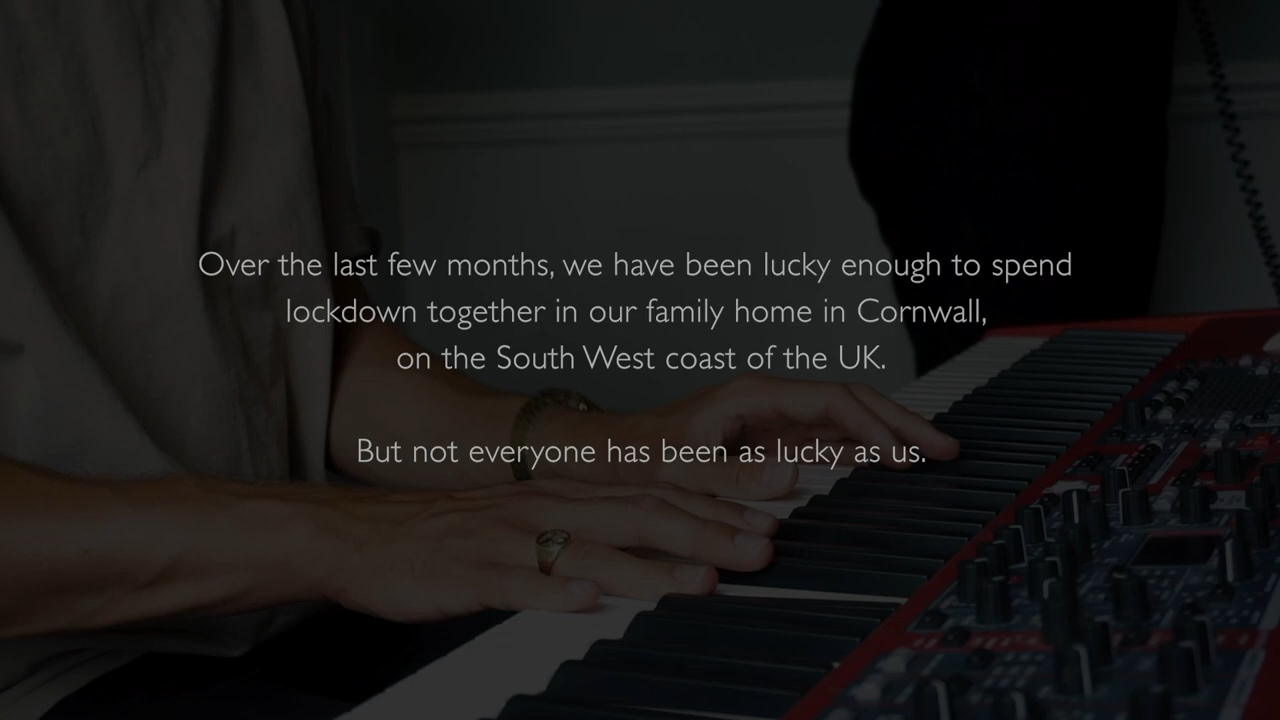 Over the last few months, we have been lucky enough to spend
lockdown together in our family home in Cornwall,
on the South West coast of the UK.
But not everyone has been as lucky as us.